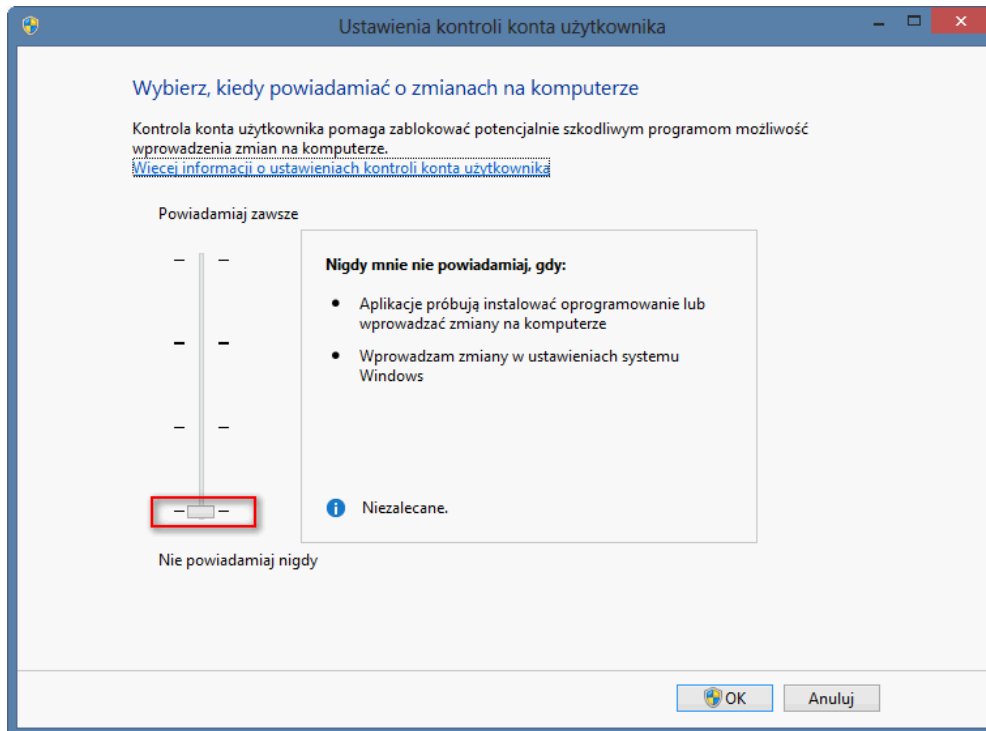 Ustawienia kontroli konta użytkownika
Wybierz, kiedy powiadamiać o zmianach na komputerze
Kontrola konta użytkownika pomaga zablokować potencjalnie szkodliwym programom możliwość
wprowadzenia zmian na komputerze.
Więcej informacji o ustawieniach kontroli konta użytkownika
Powiadamiaj zawsze
Nigdy mnie nie powiadamiaj, gdy:
• Aplikacje próbują instalować oprogramowanie lub
wprowadzać zmiany na komputerze
• Wprowadzam zmiany w ustawieniach systemu
Windows
Niezalecane.
Nie powiadamiaj nigdy
OK
Anuluj